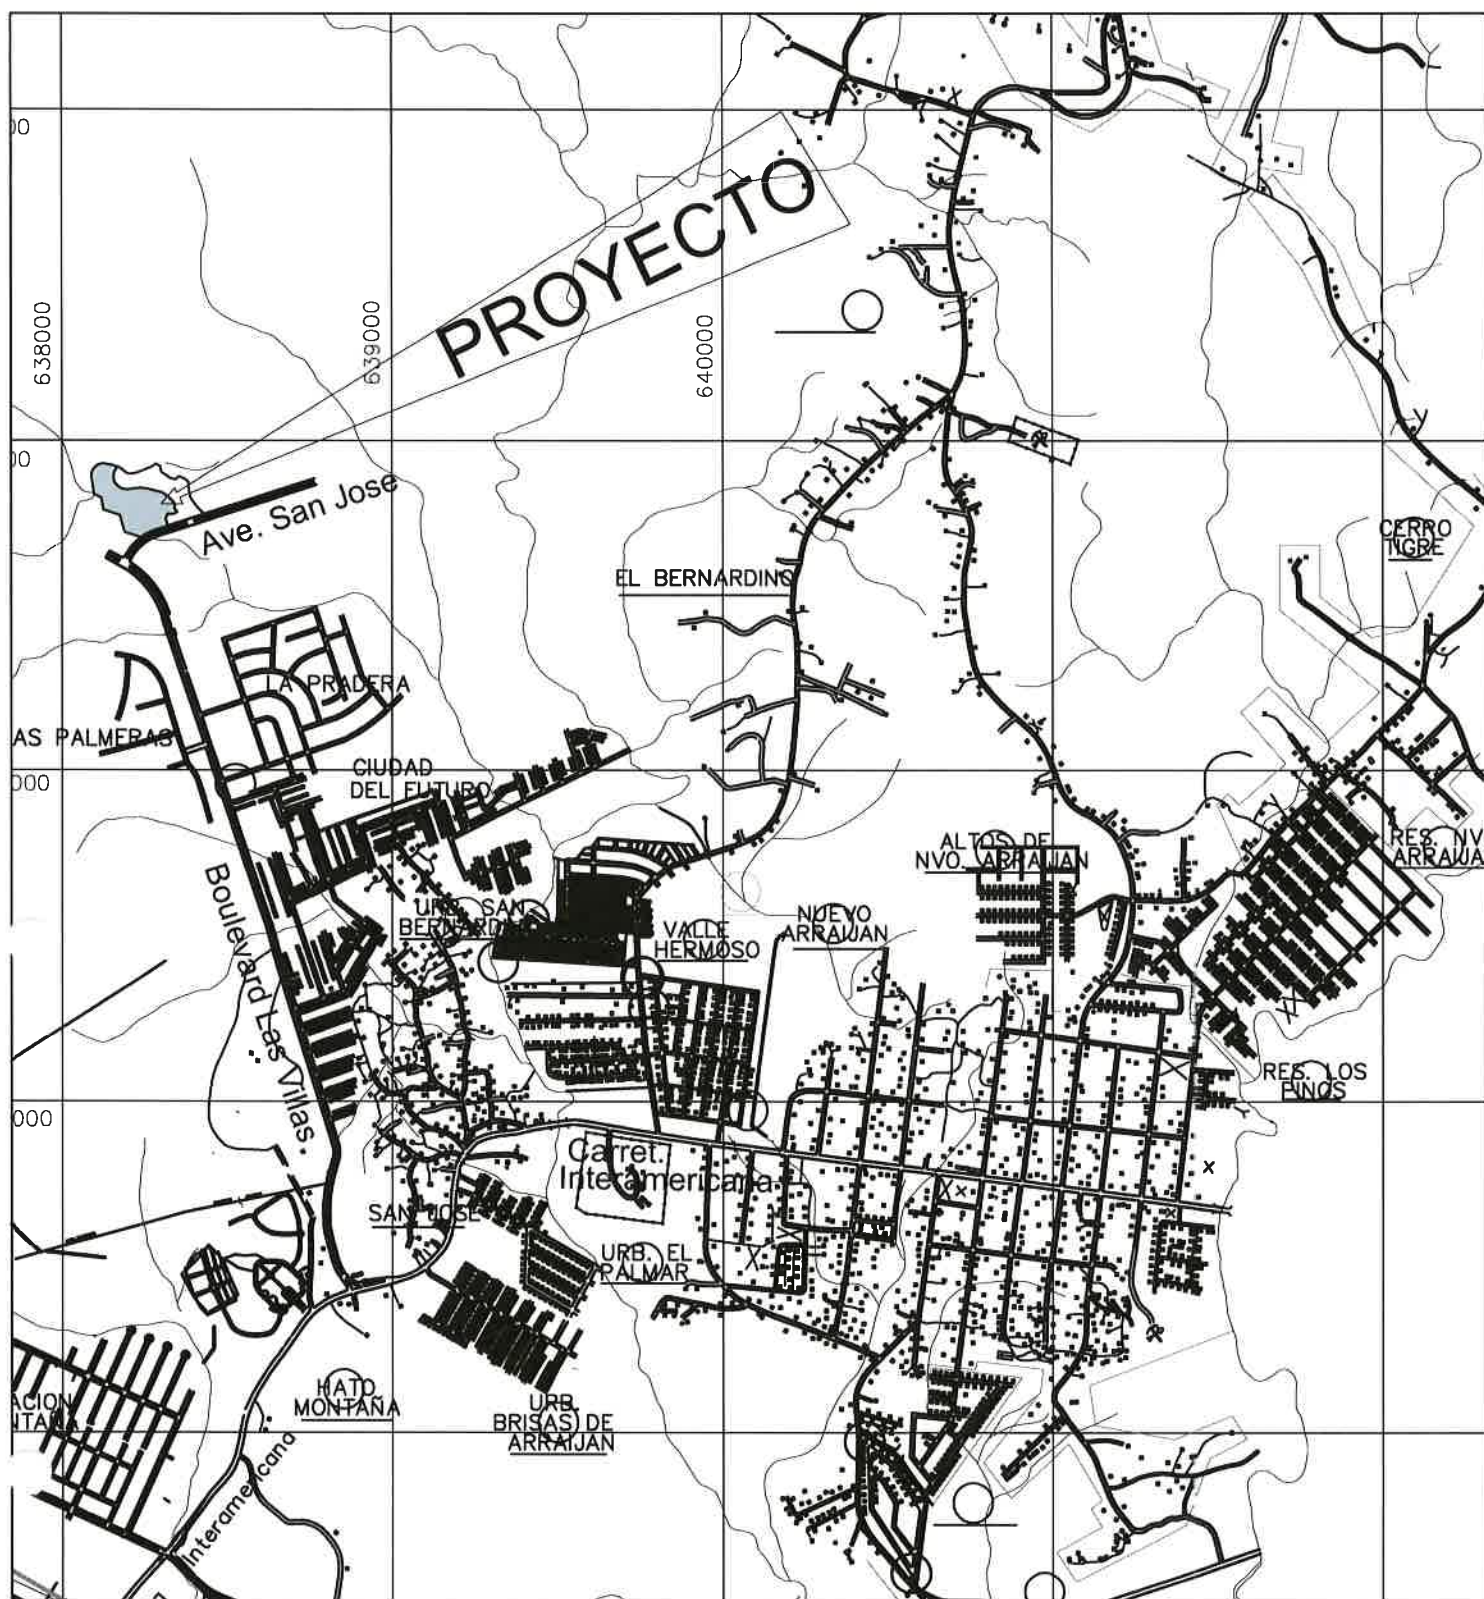 00
PROYECTO
638000
639000
640000
00
Ave. San Jose
CERRO
TIGRE
EL BERNARDINO
LA PRADERA
AS PALMERAS
000
CIUDAD
DEL FUTURO
ALTOS DE
NVO. ARRAIJAN
RES. NV
ARRAIJA
Boulevard Las Villas
URB. SAN
BERNARDINO
VALLE
HERMOSO
NUEVO
ARRAIJAN
RES. LOS
PINOS
000
Carret.
Interamericana
SAN JOSE
URB. EL
PALMAR
HATO
MONTAÑA
ACION
NTAÑA
URB.
BRISAS DE
ARRAIJAN
Interamericana